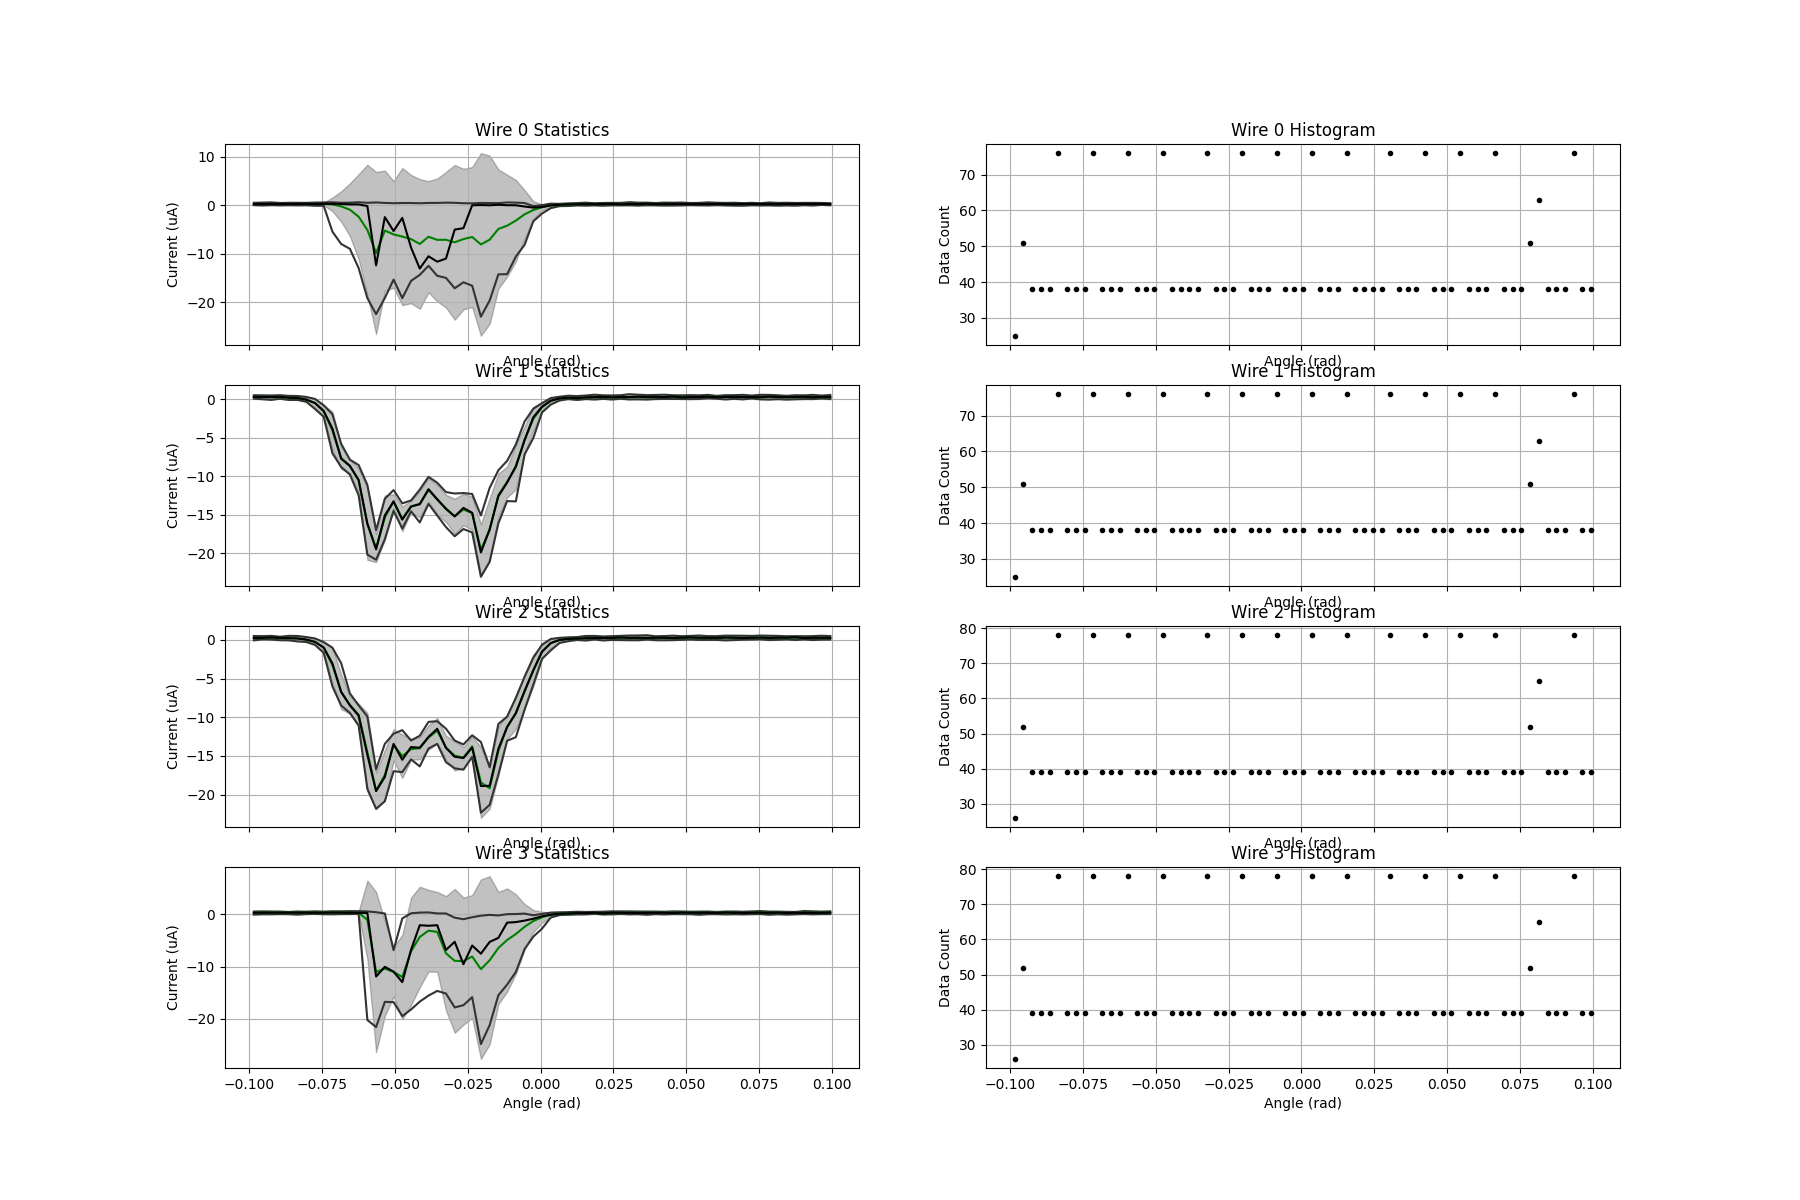 Wire 0 Statistics
10
0
−10
−20
Current (uA)
Angle (rad)
Wire 0 Histogram
70
60
50
40
30
Data Count
Angle (rad)
Wire 1 Statistics
0
−5
−10
−15
−20
Current (uA)
Angle (rad)
Wire 1 Histogram
70
60
50
40
30
Data Count
Angle (rad)
Wire 2 Statistics
0
−5
−10
−15
−20
Current (uA)
Angle (rad)
Wire 2 Histogram
80
70
60
50
40
30
Data Count
Angle (rad)
Wire 3 Statistics
0
−10
−20
Current (uA)
−0.100 −0.075 −0.050 −0.025 0.000 0.025 0.050 0.075 0.100
Angle (rad)
Wire 3 Histogram
80
70
60
50
40
30
Data Count
−0.100 −0.075 −0.050 −0.025 0.000 0.025 0.050 0.075 0.100
Angle (rad)